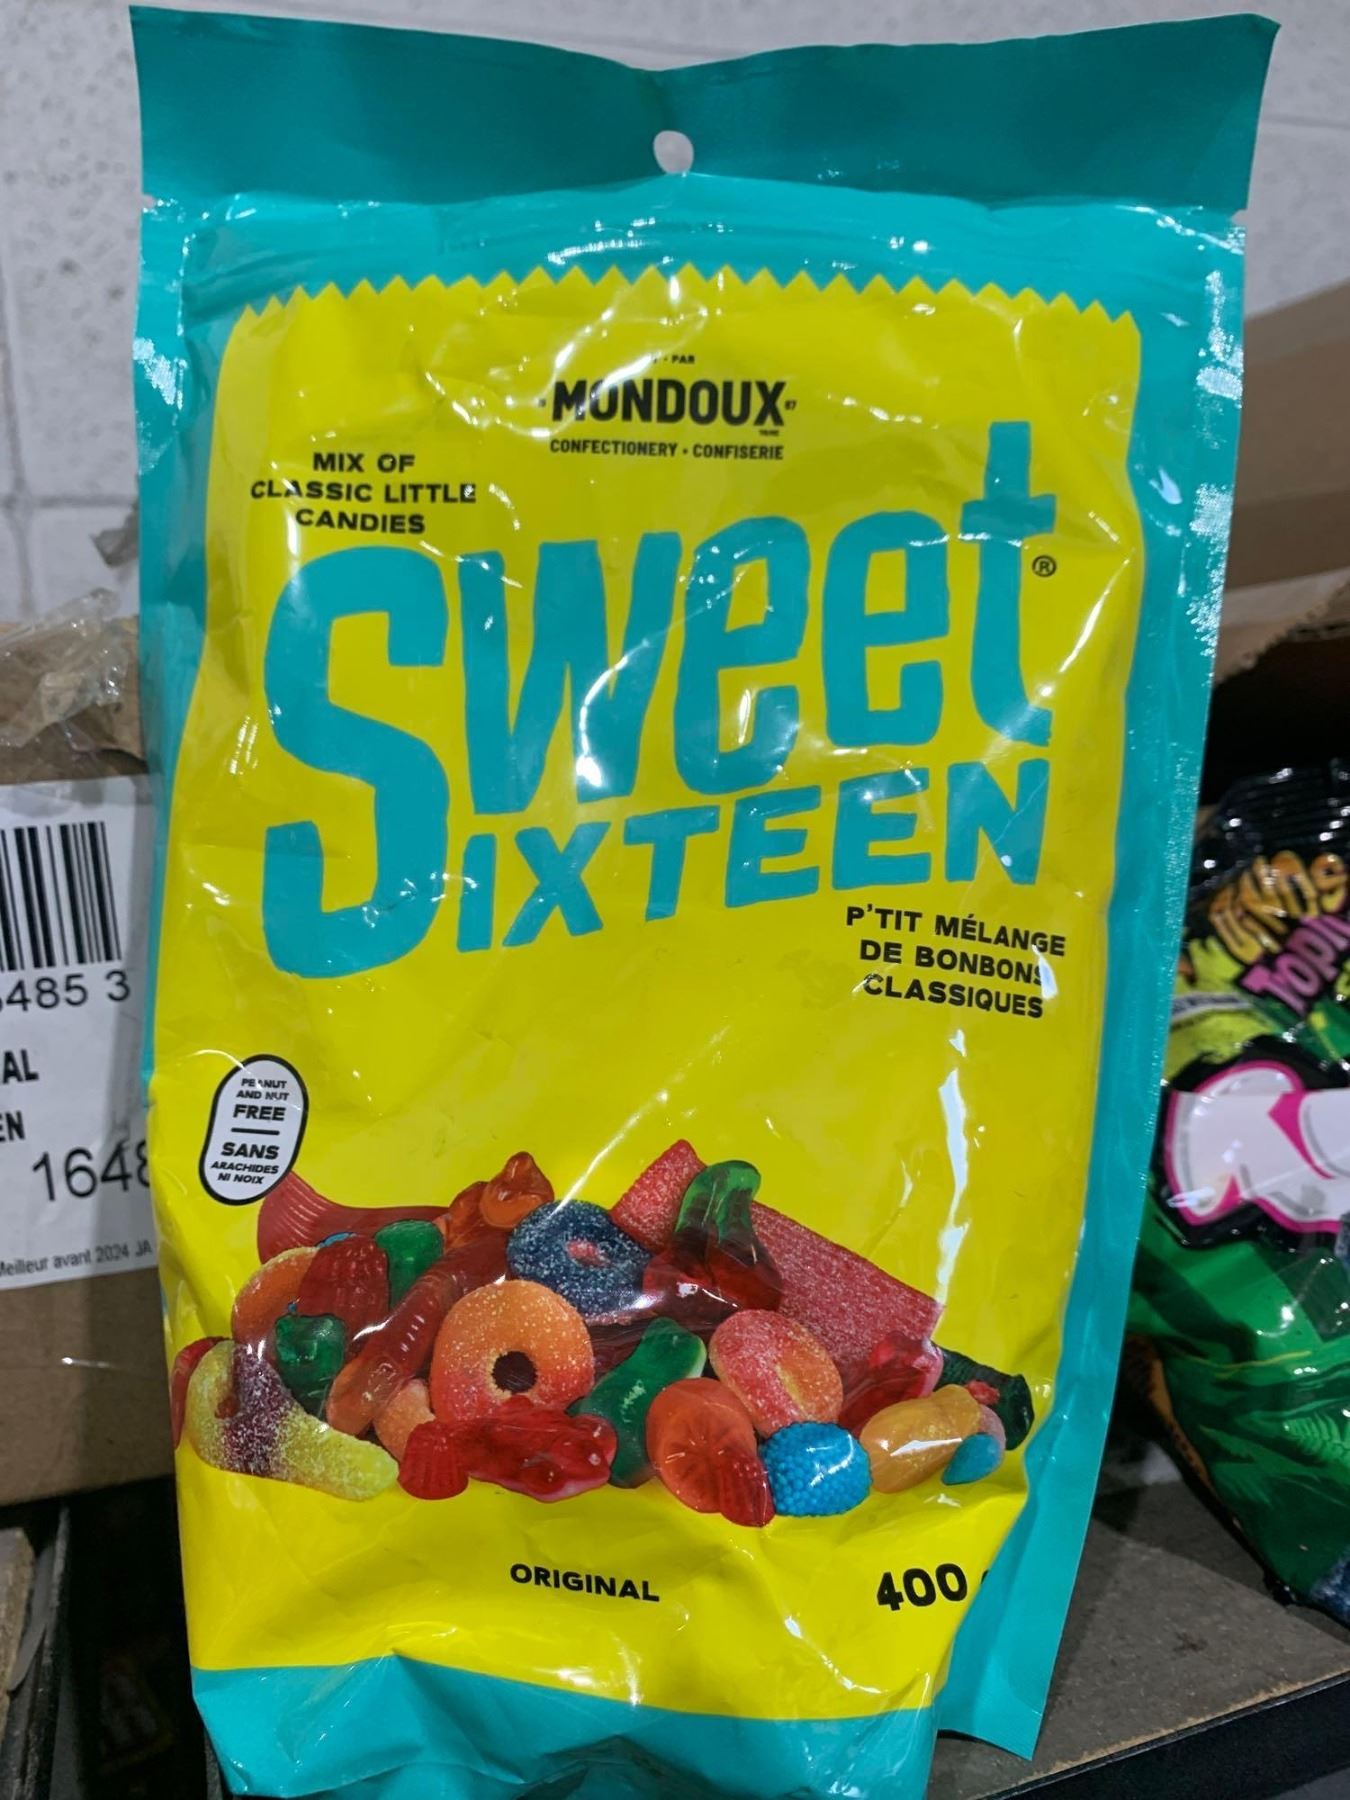 PAR
MONDOUX
CONFECTIONERY • CONFISERIE
MIX OF
CLASSIC LITTLE
CANDIES
Sweet®
SIXTEEN
P'TIT MÉLANGE
DE BONBONS
CLASSIQUES
PEANUT
AND NUT
FREE
SANS
ARACHIDES
NI NOIX
ORIGINAL
400
485 3
AL
EN
1648
Meilleur avant 2024 JA